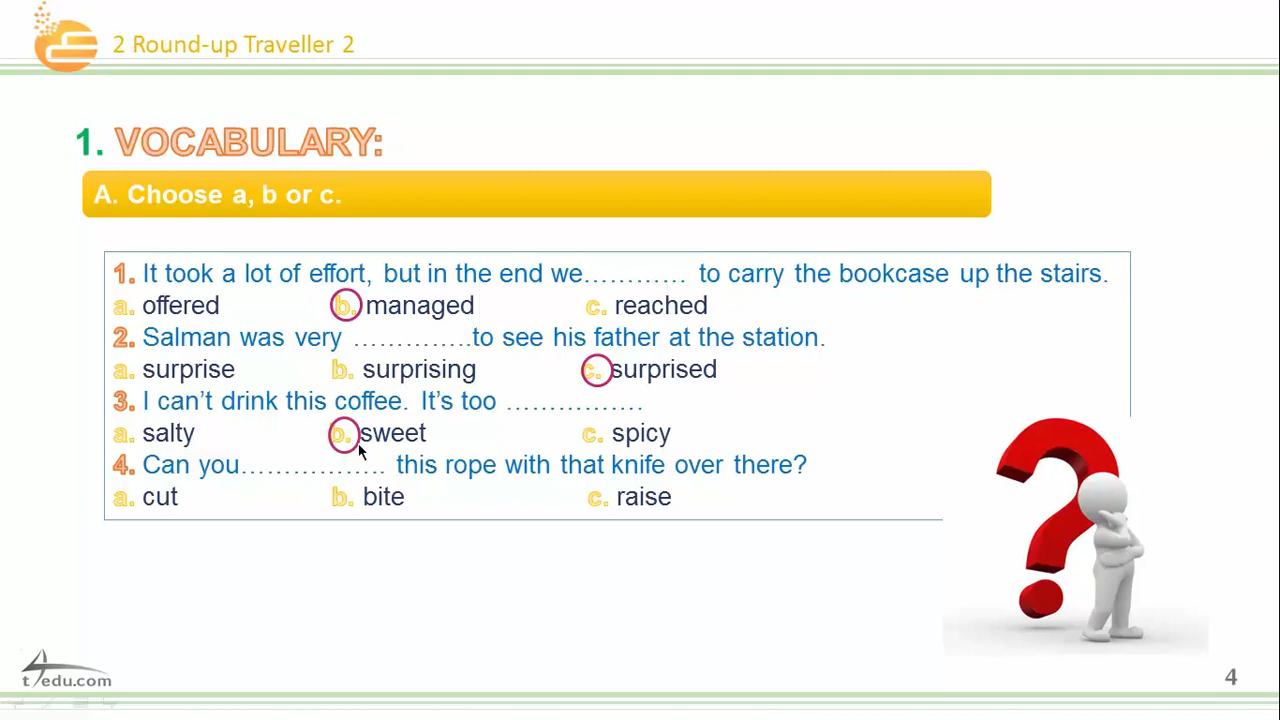 2 Round-up Traveller 2
1. VOCABULARY:
A. Choose a, b or c.
1. It took a lot of effort, but in the end we………… to carry the bookcase up the stairs.
a. offered b. managed c. reached
2. Salman was very …………..to see his father at the station.
a. surprise b. surprising c. surprised
3. I can’t drink this coffee. It’s too …………….
a. salty b. sweet c. spicy
4. Can you…………….. this rope with that knife over there?
a. cut b. bite c. raise
t4edu.com
4